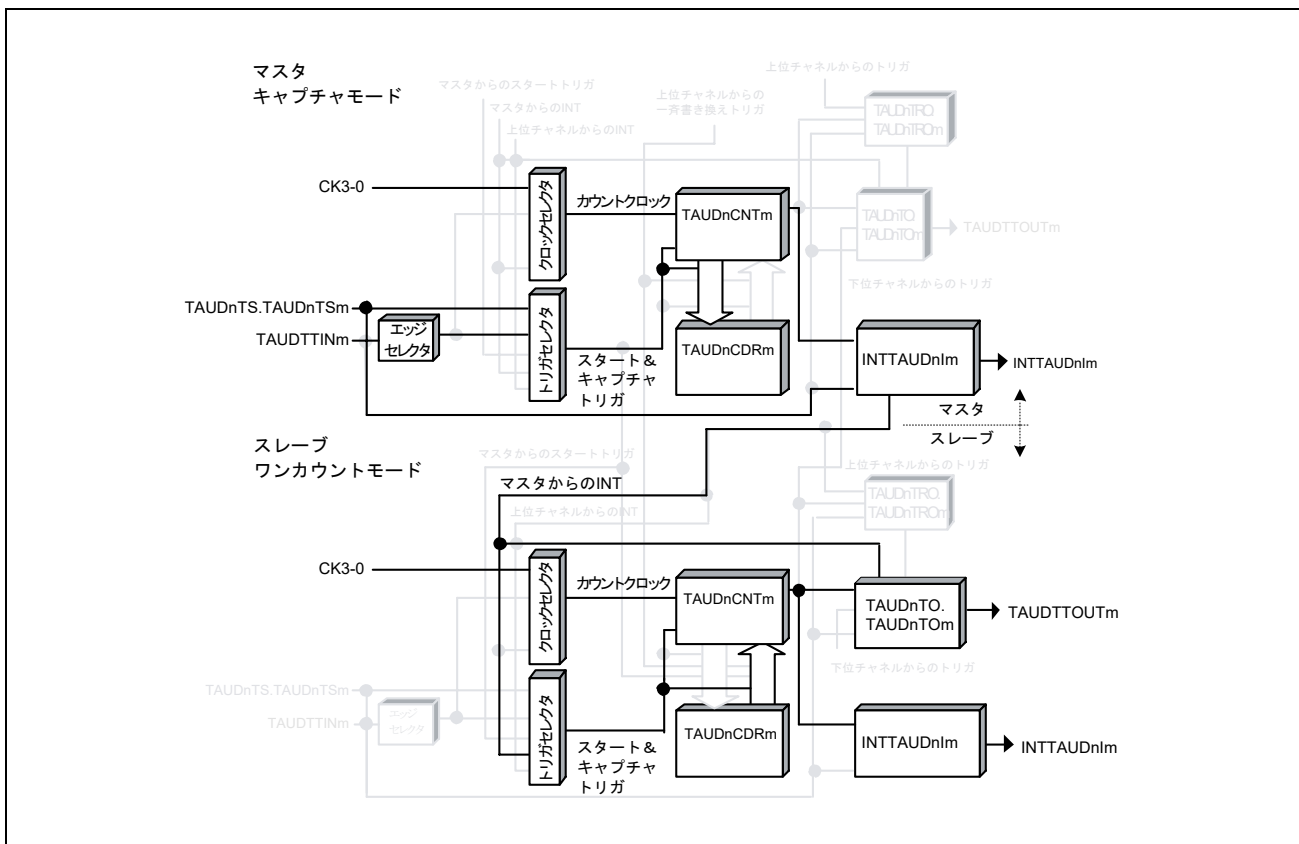 マスタ
キャプチャモード
マスタからのスタートトリガ
マスタからのINT
上位チャネルからのINT
上位チャネルからの
一斉書き換えトリガ
上位チャネルからのトリガ
TAUDnTRO.
TAUDnTROm
CK3-0
クロックセレクタ
カウントクロック
TAUDnCNTm
TAUDnTO.
TAUDnTOm
TAUDTTOUTm
下位チャネルからのトリガ
TAUDnTS.TAUDnTSm
TAUDTTINm
エッジ
セレクタ
トリガセレクタ
スタート&
キャプチャ
トリガ
TAUDnCDRm
INTTAUDnIm
INTTAUDnIm
マスタ
スレーブ
スレーブ
ワンカウントモード
マスタからのスタートトリガ
マスタからのINT
上位チャネルからのINT
上位チャネルからのトリガ
TAUDnTRO.
TAUDnTROm
CK3-0
クロックセレクタ
カウントクロック
TAUDnCNTm
TAUDnTO.
TAUDnTOm
TAUDTTOUTm
下位チャネルからのトリガ
TAUDnTS.TAUDnTSm
TAUDTTINm
エッジ
セレクタ
トリガセレクタ
スタート&
キャプチャ
トリガ
TAUDnCDRm
INTTAUDnIm
INTTAUDnIm